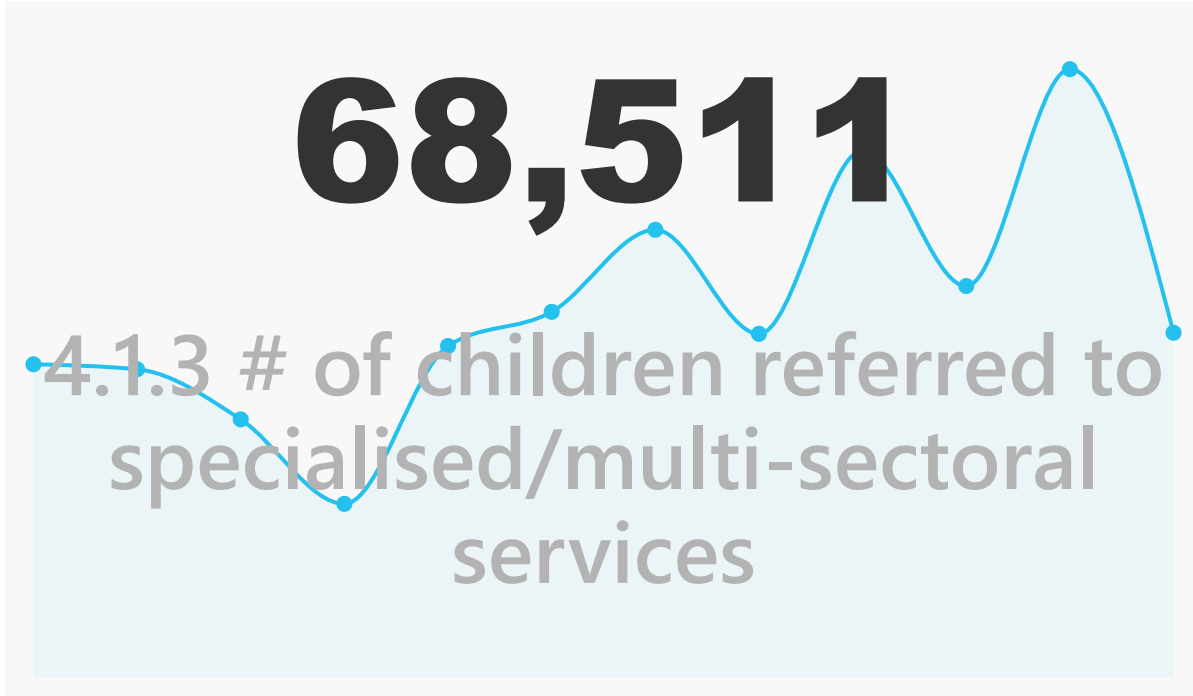 68,511
4.1.3 # of children referred to
specialised/multi-sectoral
services